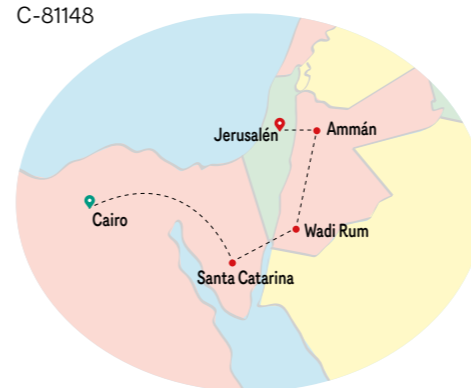 C-81148
Jerusalén
Ammán
Cairo
Wadi Rum
Santa Catarina